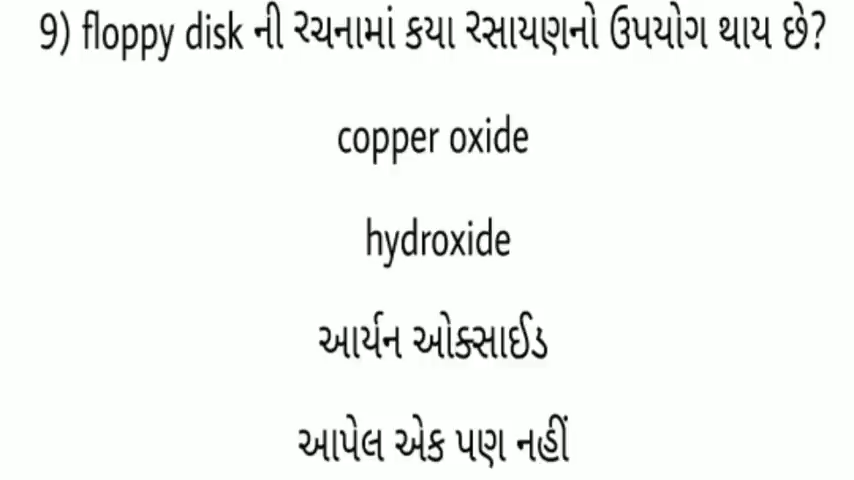 9) floppy disk ની રચનામાં કયા રસાયણનો ઉપયોગ થાય છે?
copper oxide
hydroxide
આર્યન ઓક્સાઈડ
આપેલ એક પણ નહીં